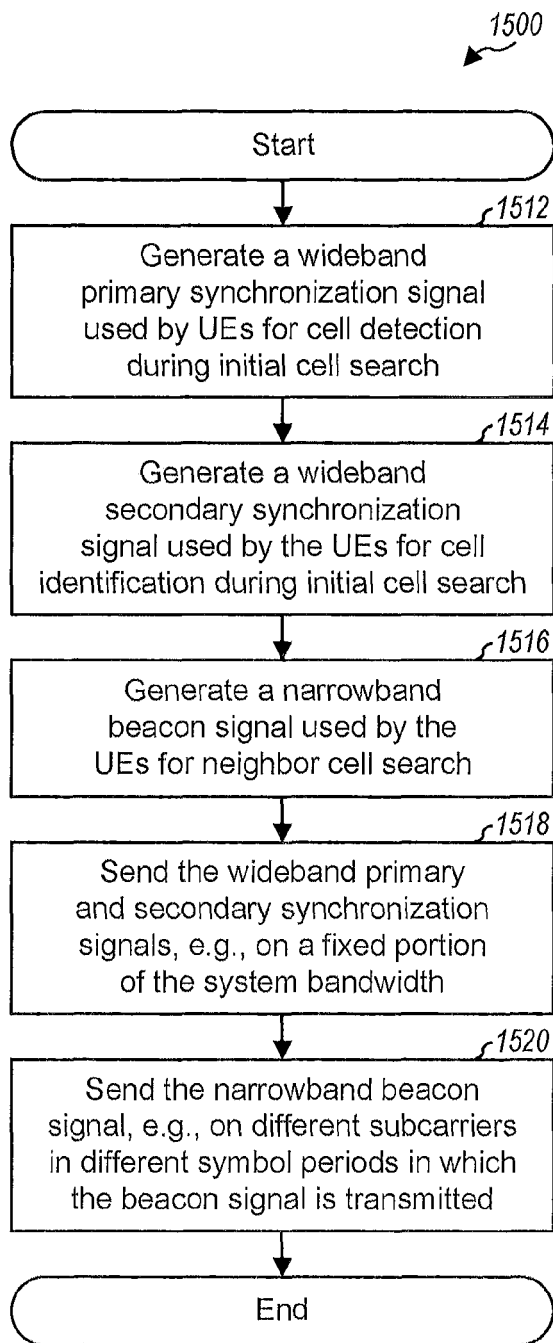 1500
Start
1512
Generate a wideband
primary synchronization signal
used by UEs for cell detection
during initial cell search
1514
Generate a wideband
secondary synchronization
signal used by the UEs for cell
identification during initial cell search
1516
Generate a narrowband
beacon signal used by the
UEs for neighbor cell search
1518
Send the wideband primary
and secondary synchronization
signals, e.g., on a fixed portion
of the system bandwidth
1520
Send the narrowband beacon
signal, e.g., on different subcarriers
in different symbol periods in which
the beacon signal is transmitted
End